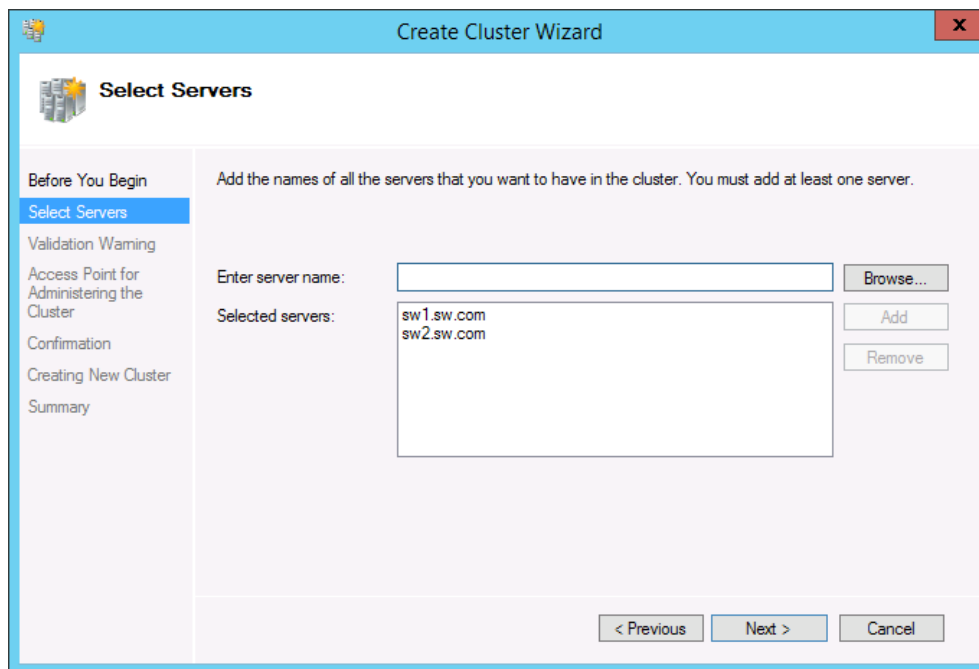 Create Cluster Wizard
x
Select Servers
Before You Begin
Select Servers
Validation Warning
Access Point for
Administering the
Cluster
Confirmation
Creating New Cluster
Summary
Add the names of all the servers that you want to have in the cluster. You must add at least one server.
Enter server name:
Browse...
Selected servers:
sw1.sw.com
sw2.sw.com
Add
Remove
< Previous
Next >
Cancel